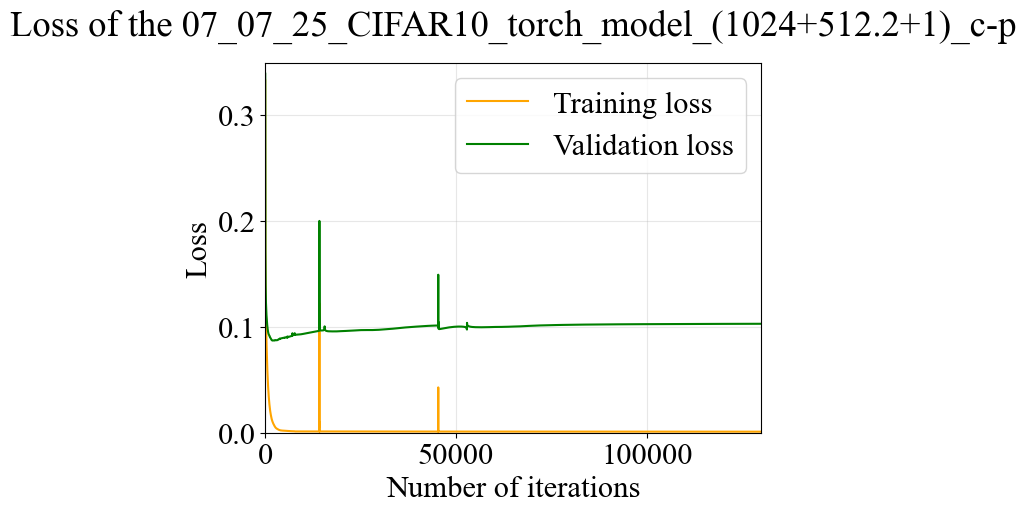 Loss of the 07_07_25_CIFAR10_torch_model_(1024+512.2+1)_c-p
Training loss
Validation loss
0.3
0.2
0.1
0.0
Loss
0 50000 100000
Number of iterations